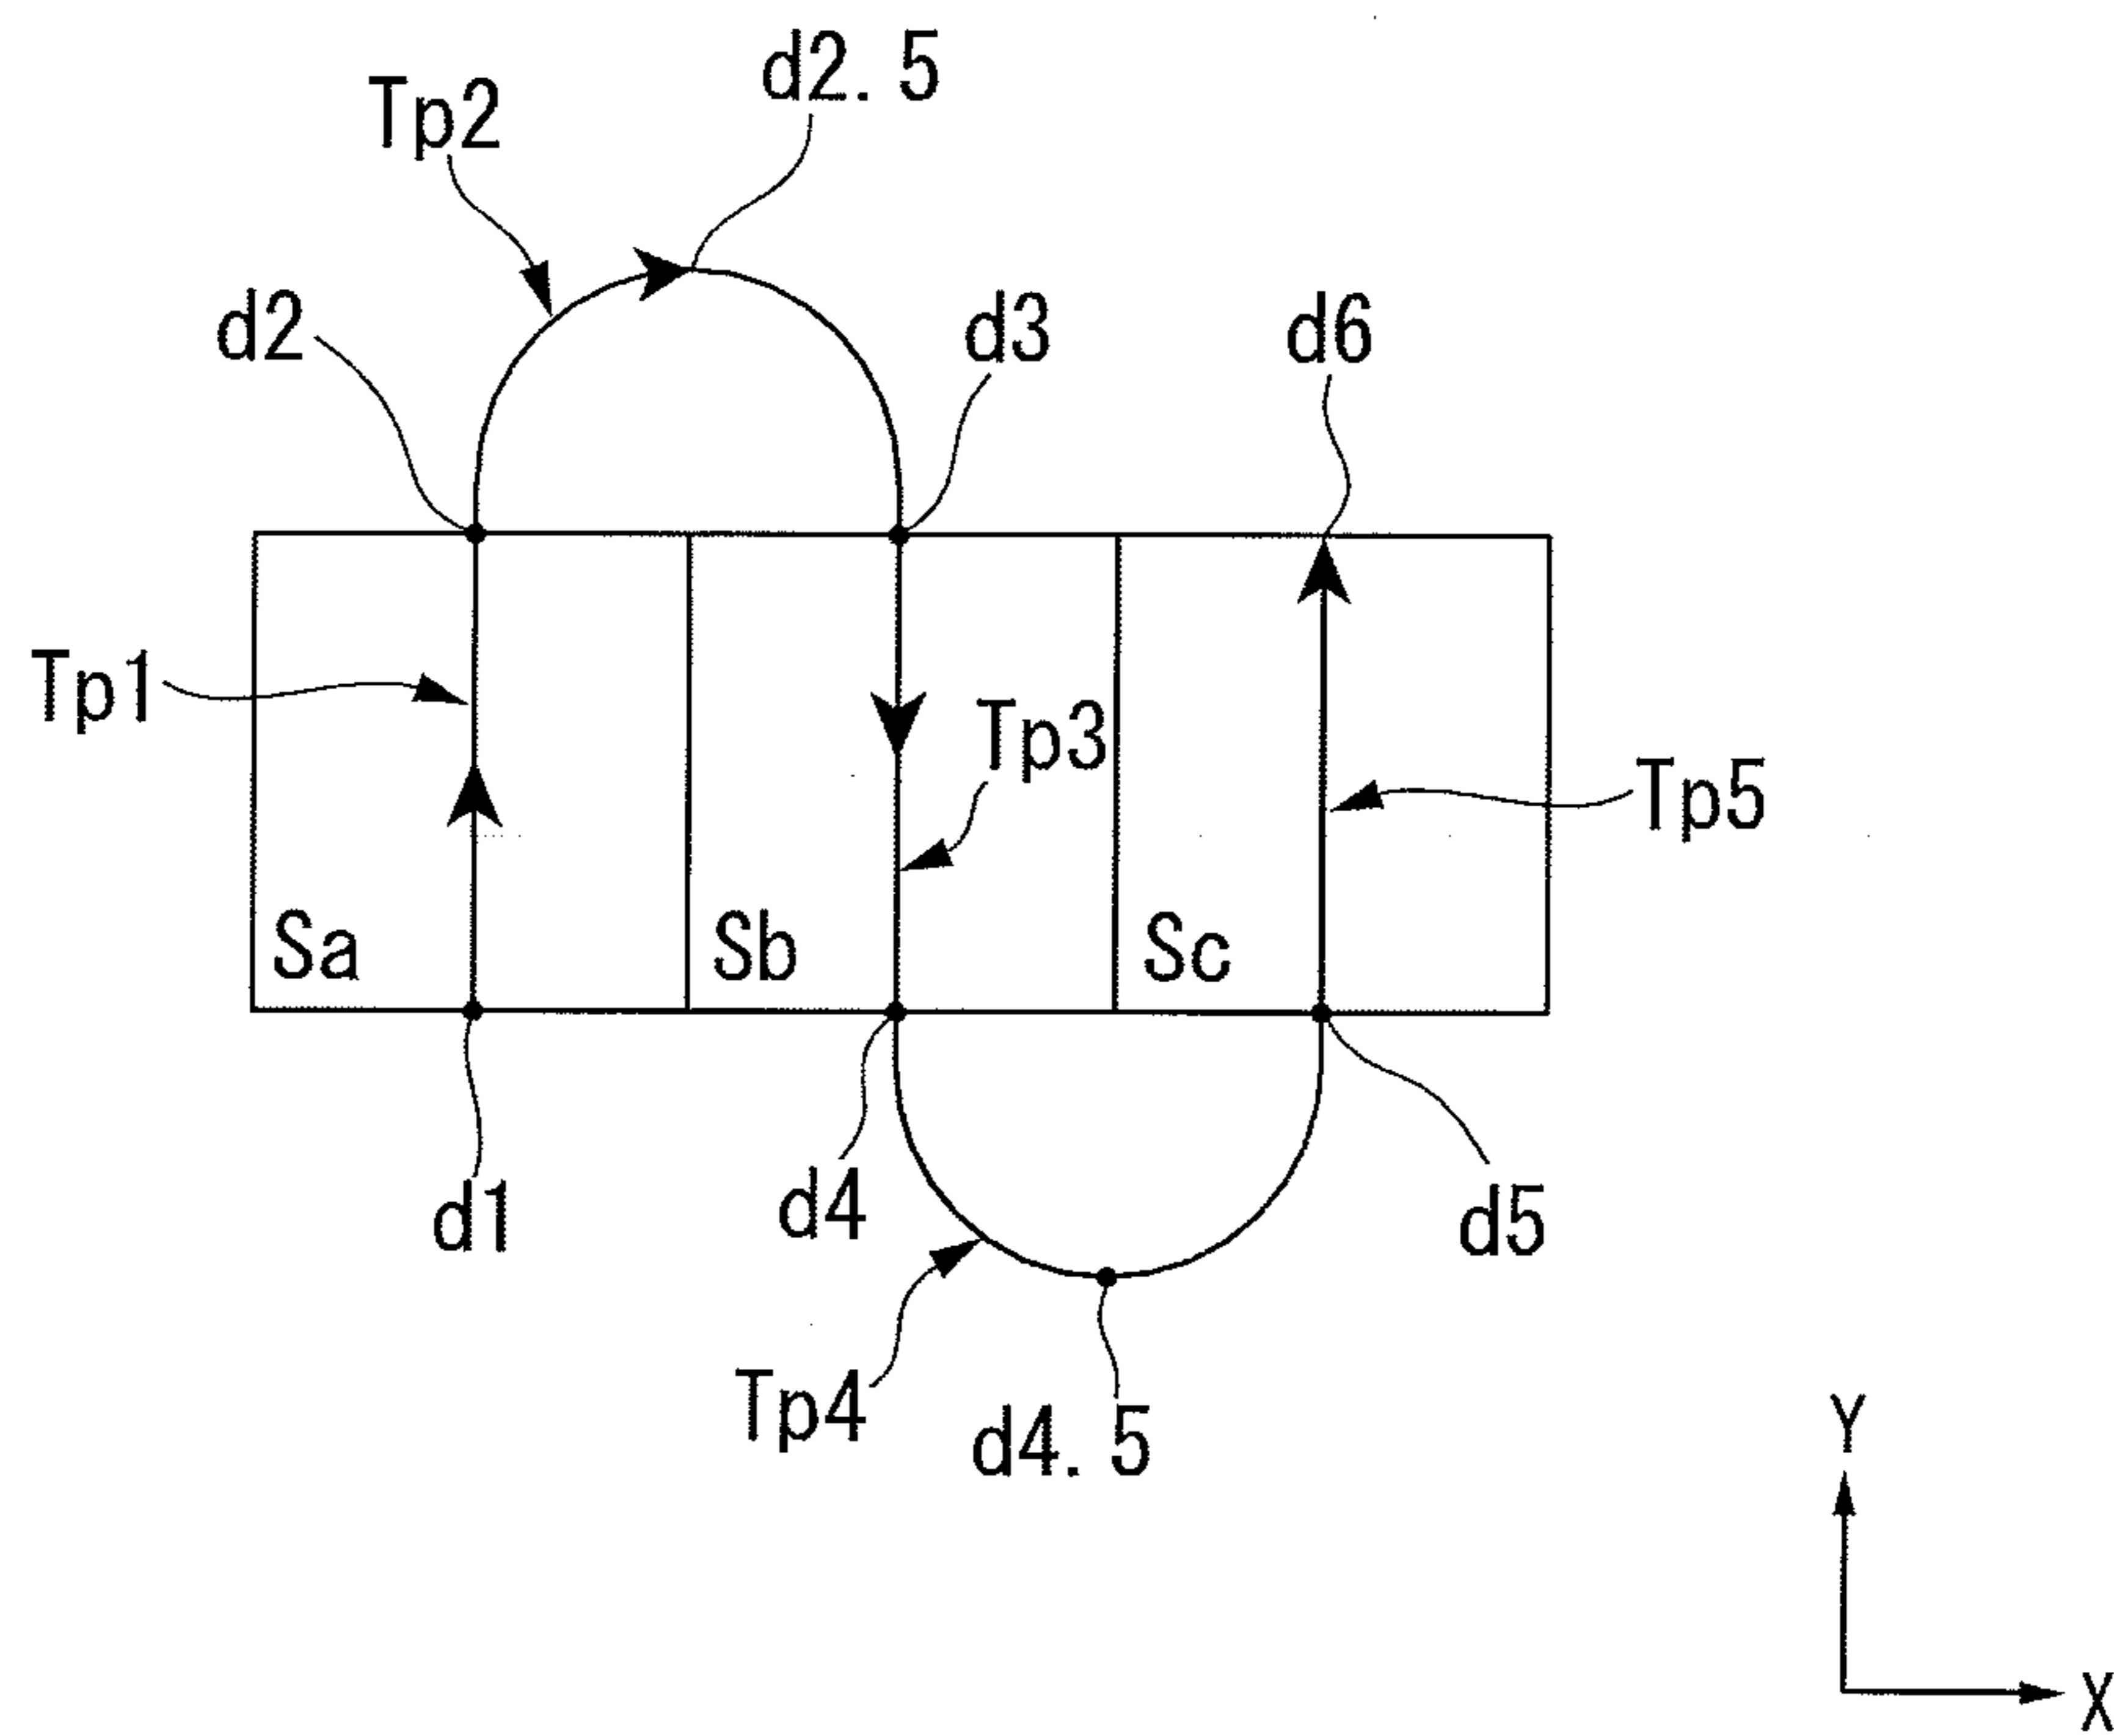 d2. 5
Tp2
d2
d3
d6
Tp1
Tp3
Tp5
Sa
Sb
Sc
d1
d4
d5
Tp4
d4. 5
Y
X